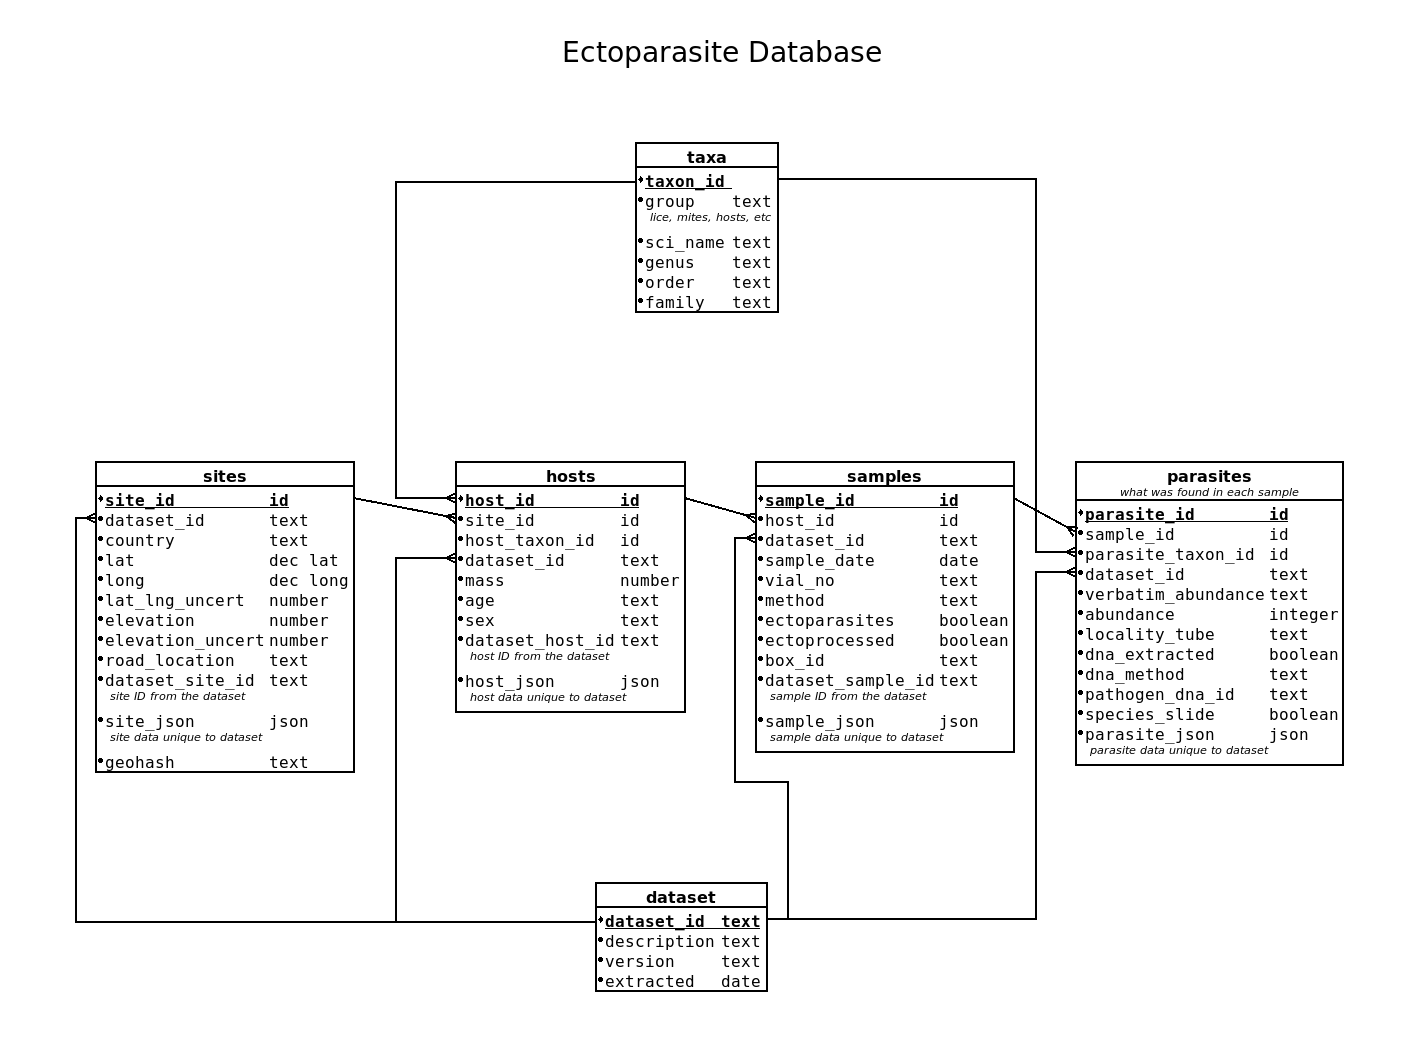 Ectoparasite Database
taxa
taxon_id
group text
lice, mites, hosts, etc
sci_name text
genus text
order text
family text
sites
site_id id
dataset_id text
country text
lat dec lat
long dec long
lat_lng_uncert number
elevation number
elevation_uncert number
road_location text
dataset_site_id text
site ID from the dataset
site_json json
site data unique to dataset
geohash text
hosts
host_id id
site_id id
host_taxon_id id
dataset_id text
mass number
age text
sex text
dataset_host_id text
host ID from the dataset
host_json json
host data unique to dataset
samples
sample_id id
host_id id
dataset_id text
sample_date date
vial_no text
method text
ectoparasites boolean
ectoprocessed boolean
box_id text
dataset_sample_id text
sample ID from the dataset
sample_json json
sample data unique to dataset
parasites
what was found in each sample
parasite_id id
sample_id id
parasite_taxon_id id
dataset_id text
verbatim_abundance text
abundance integer
locality_tube text
dna_extracted boolean
dna_method text
pathogen_dna_id text
species_slide boolean
parasite_json json
parasite data unique to dataset
dataset
dataset_id text
description text
version text
extracted date